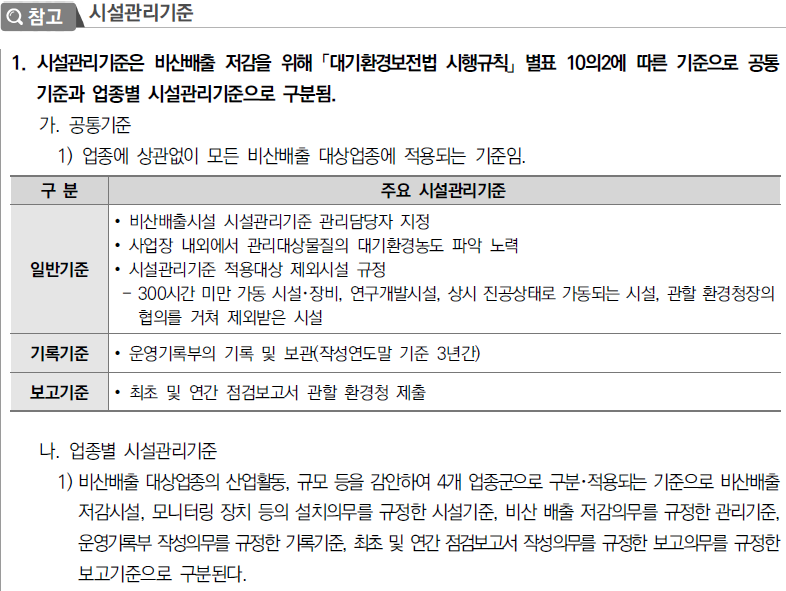 참고 시설관리기준
1. 시설관리기준은 비산배출 저감을 위해 「대기환경보전법 시행규칙」 별표 10의2에 따른 기준으로 공통
기준과 업종별 시설관리기준으로 구분됨.
가. 공통기준
1) 업종에 상관없이 모든 비산배출 대상업종에 적용되는 기준임.
구 분 주요 시설관리기준
일반기준
• 비산배출시설 시설관리기준 관리담당자 지정
• 사업장 내외에서 관리대상물질의 대기환경농도 파악 노력
• 시설관리기준 적용대상 제외시설 규정
- 300시간 미만 가동 시설·장비, 연구개발시설, 상시 진공상태로 가동되는 시설, 관할 환경청장의
협의를 거쳐 제외받은 시설
기록기준 • 운영기록부의 기록 및 보관(작성연도말 기준 3년간)
보고기준 • 최초 및 연간 점검보고서 관할 환경청 제출
나. 업종별 시설관리기준
1) 비산배출 대상업종의 산업활동, 규모 등을 감안하여 4개 업종군으로 구분·적용되는 기준으로 비산배출
저감시설, 모니터링 장치 등의 설치의무를 규정한 시설기준, 비산 배출 저감의무를 규정한 관리기준,
운영기록부 작성의무를 규정한 기록기준, 최초 및 연간 점검보고서 작성의무를 규정한 보고의무를 규정한
보고기준으로 구분된다.